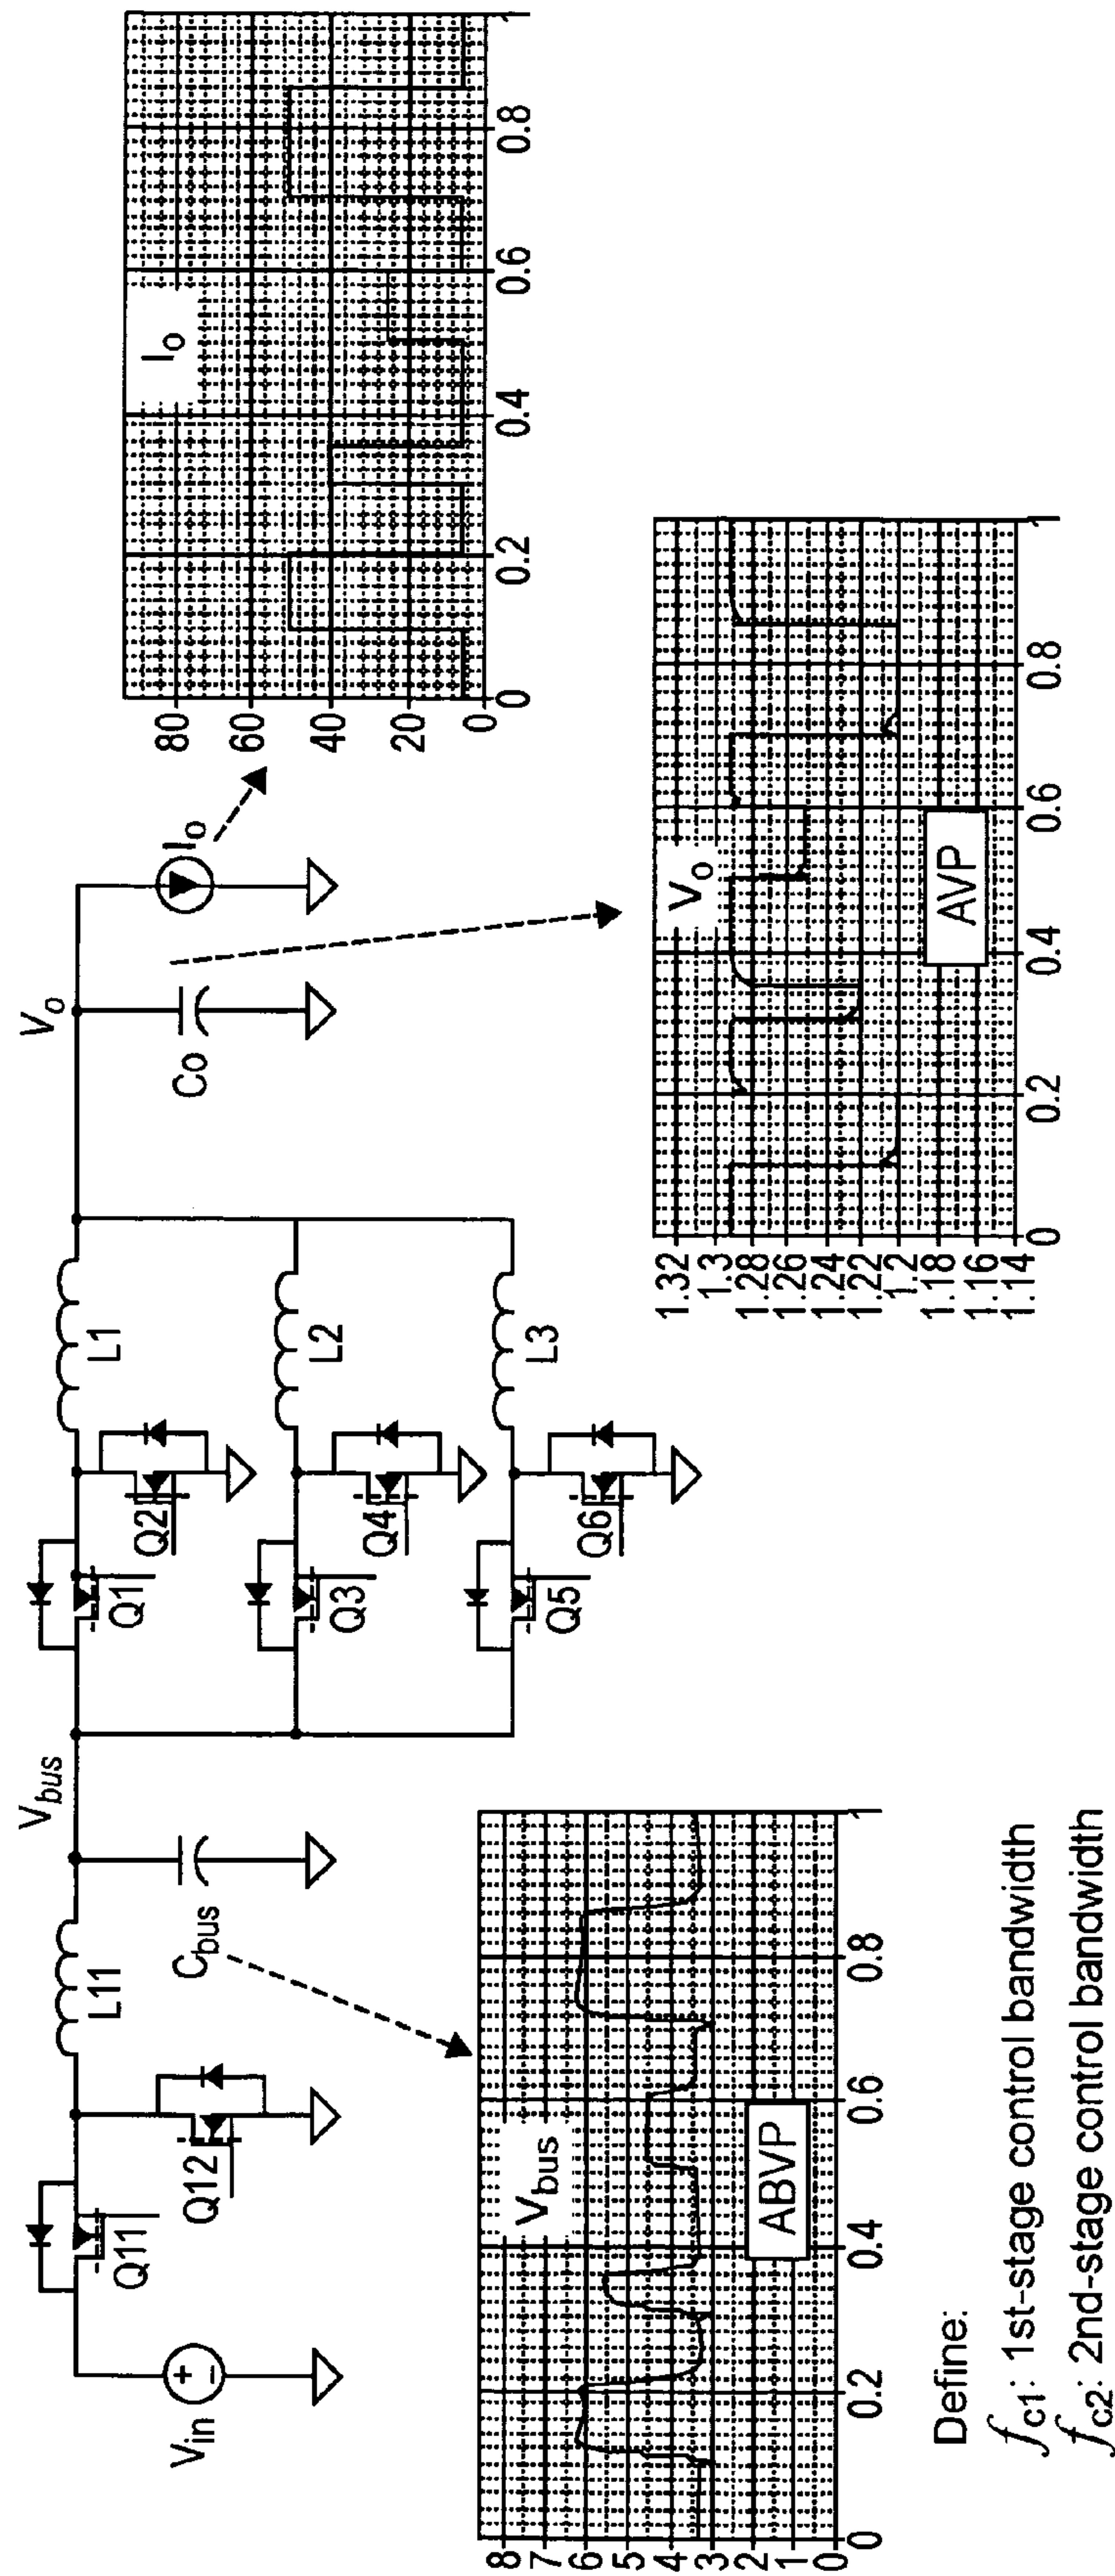 V_in
Q11
Q12
L11
C_bus
V_bus
Q1
Q2
L1
Q3
Q4
L2
Q5
Q6
L3
V_o
Co
I_o
I_o
80
60
40
20
0
0 0.2 0.4 0.6 0.8 1
V_bus
ABVP
8
7
6
5
4
3
2
1
0
0 0.2 0.4 0.6 0.8 1
V_o
AVP
1.32
1.3
1.28
1.26
1.24
1.22
1.2
1.18
1.16
1.14
0 0.2 0.4 0.6 0.8 1
Define:
f_c1: 1st-stage control bandwidth
f_c2: 2nd-stage control bandwidth